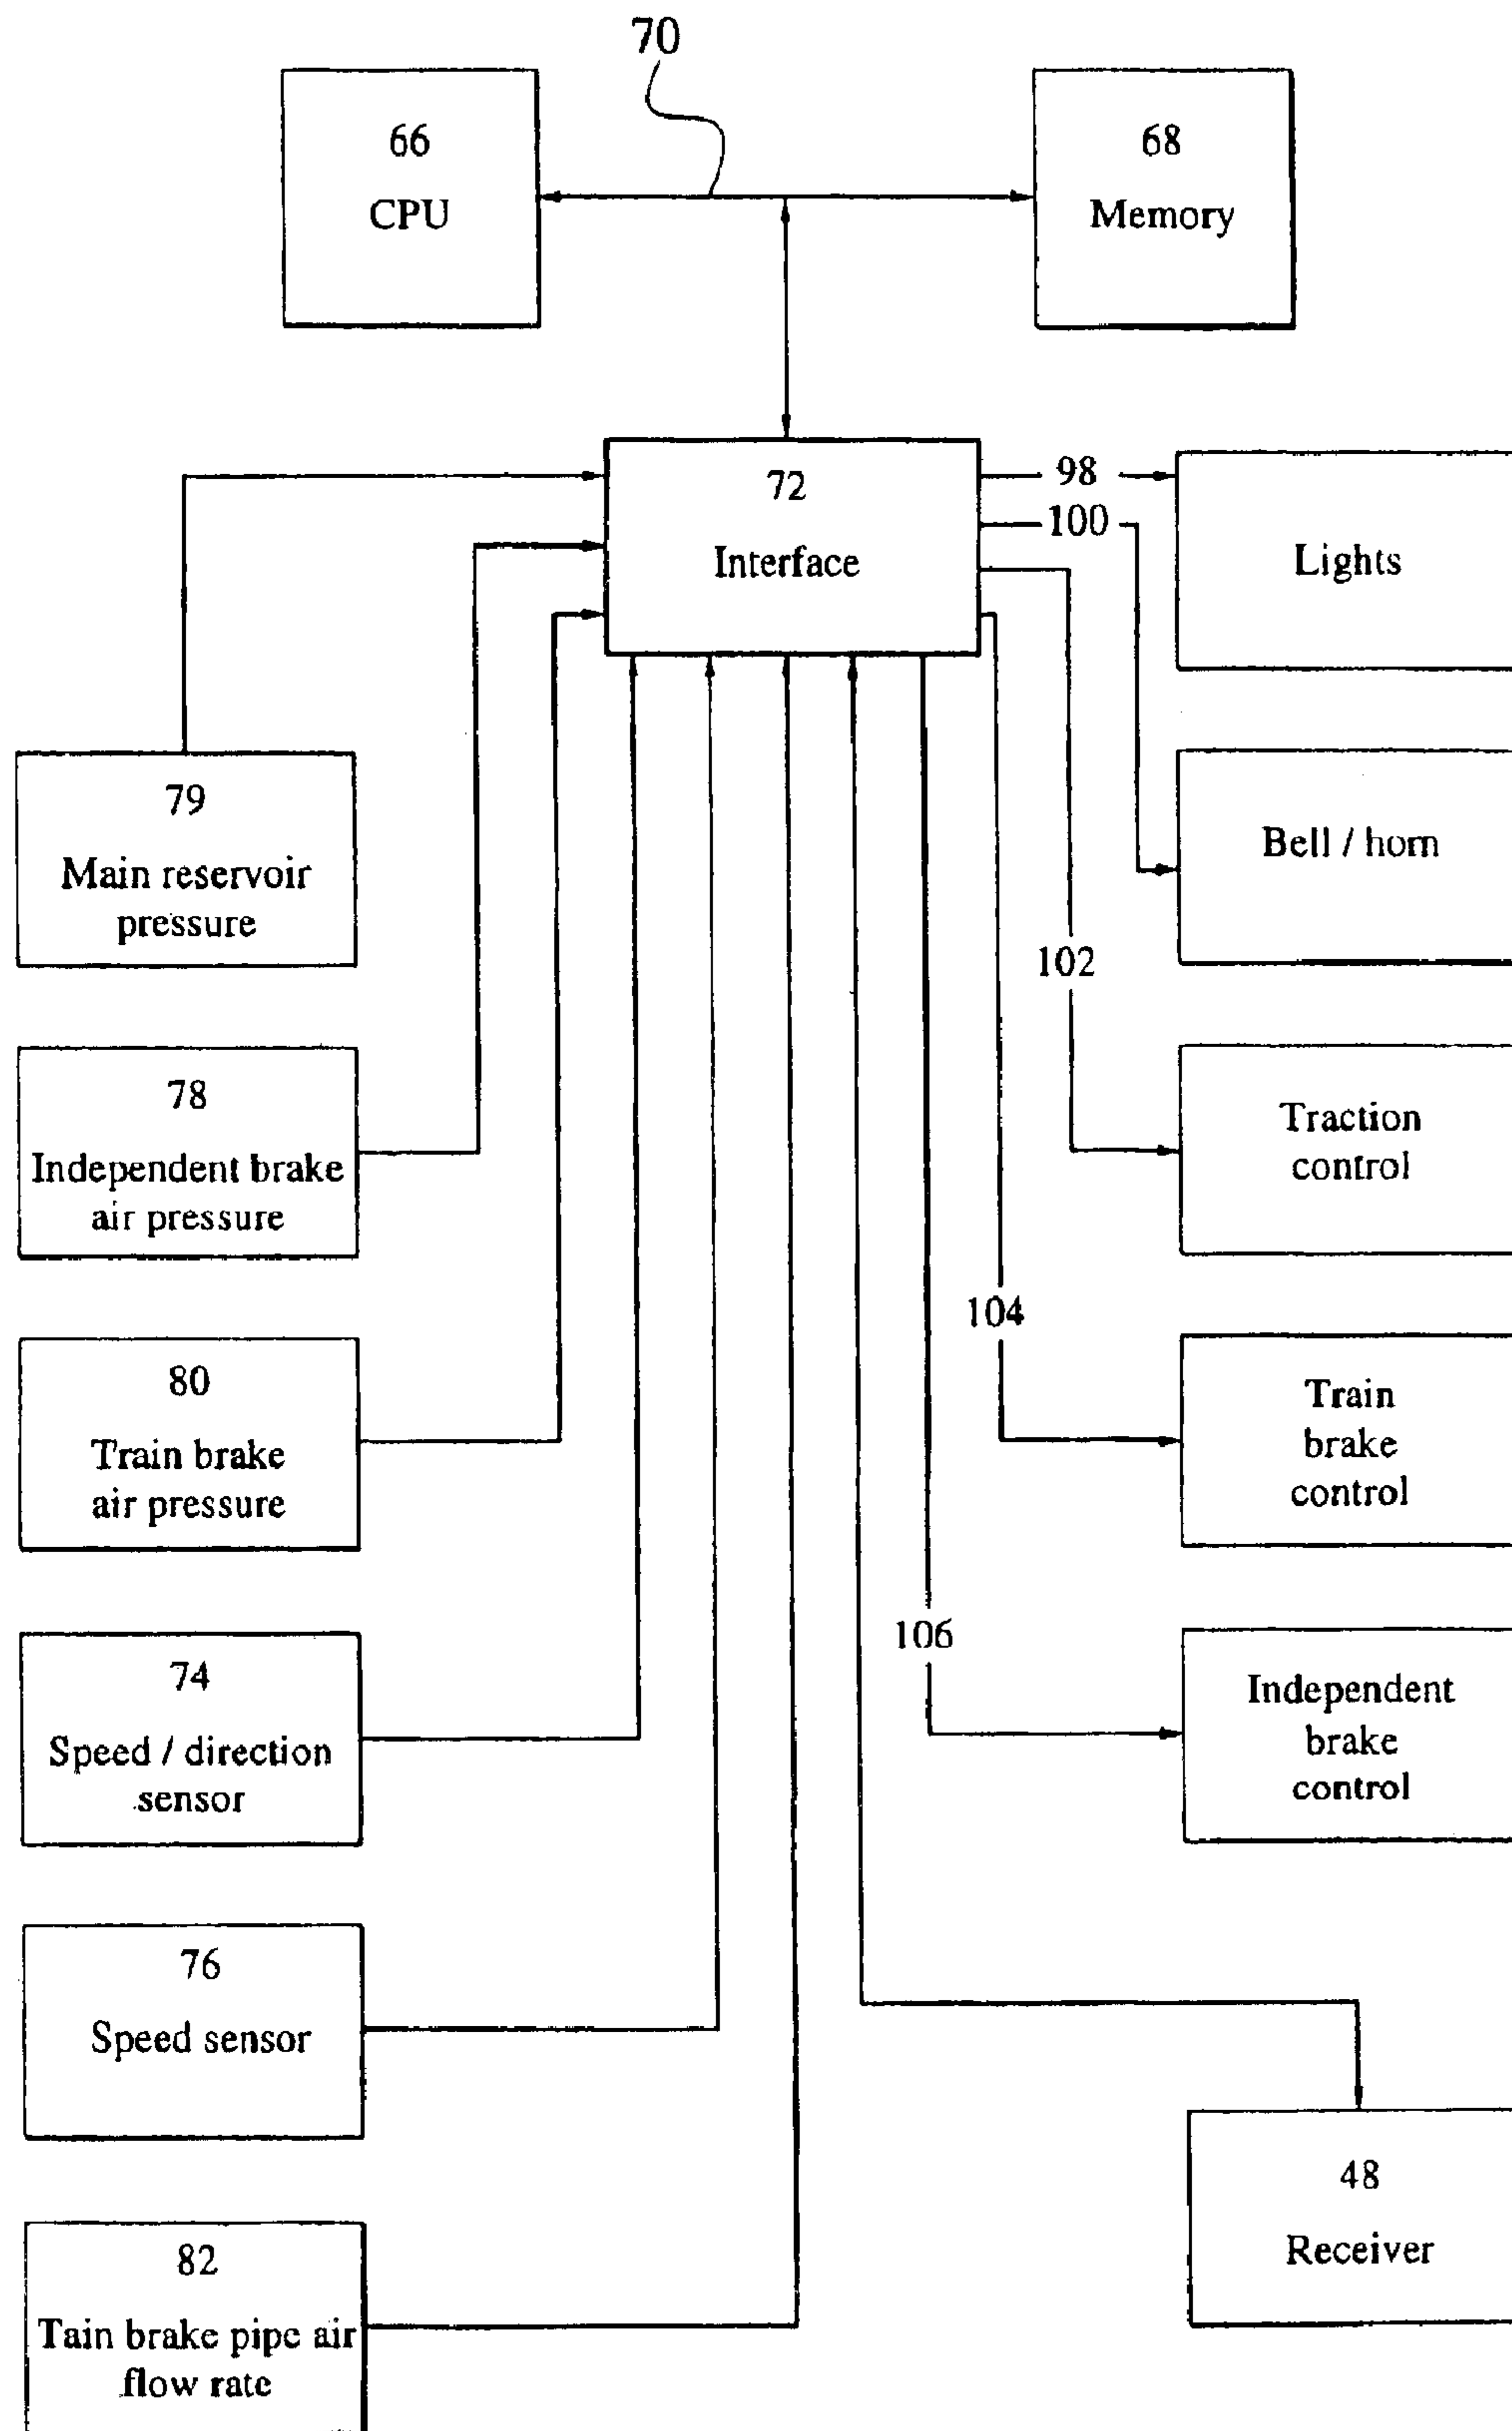 70
66
CPU
68
Memory
72
Interface
98
100
Lights
79
Main reservoir
pressure
Bell / horn
102
78
Independent brake
air pressure
Traction
control
104
80
Train brake
air pressure
Train
brake
control
106
74
Speed / direction
sensor
Independent
brake
control
76
Speed sensor
48
Receiver
82
Tain brake pipe air
flow rate